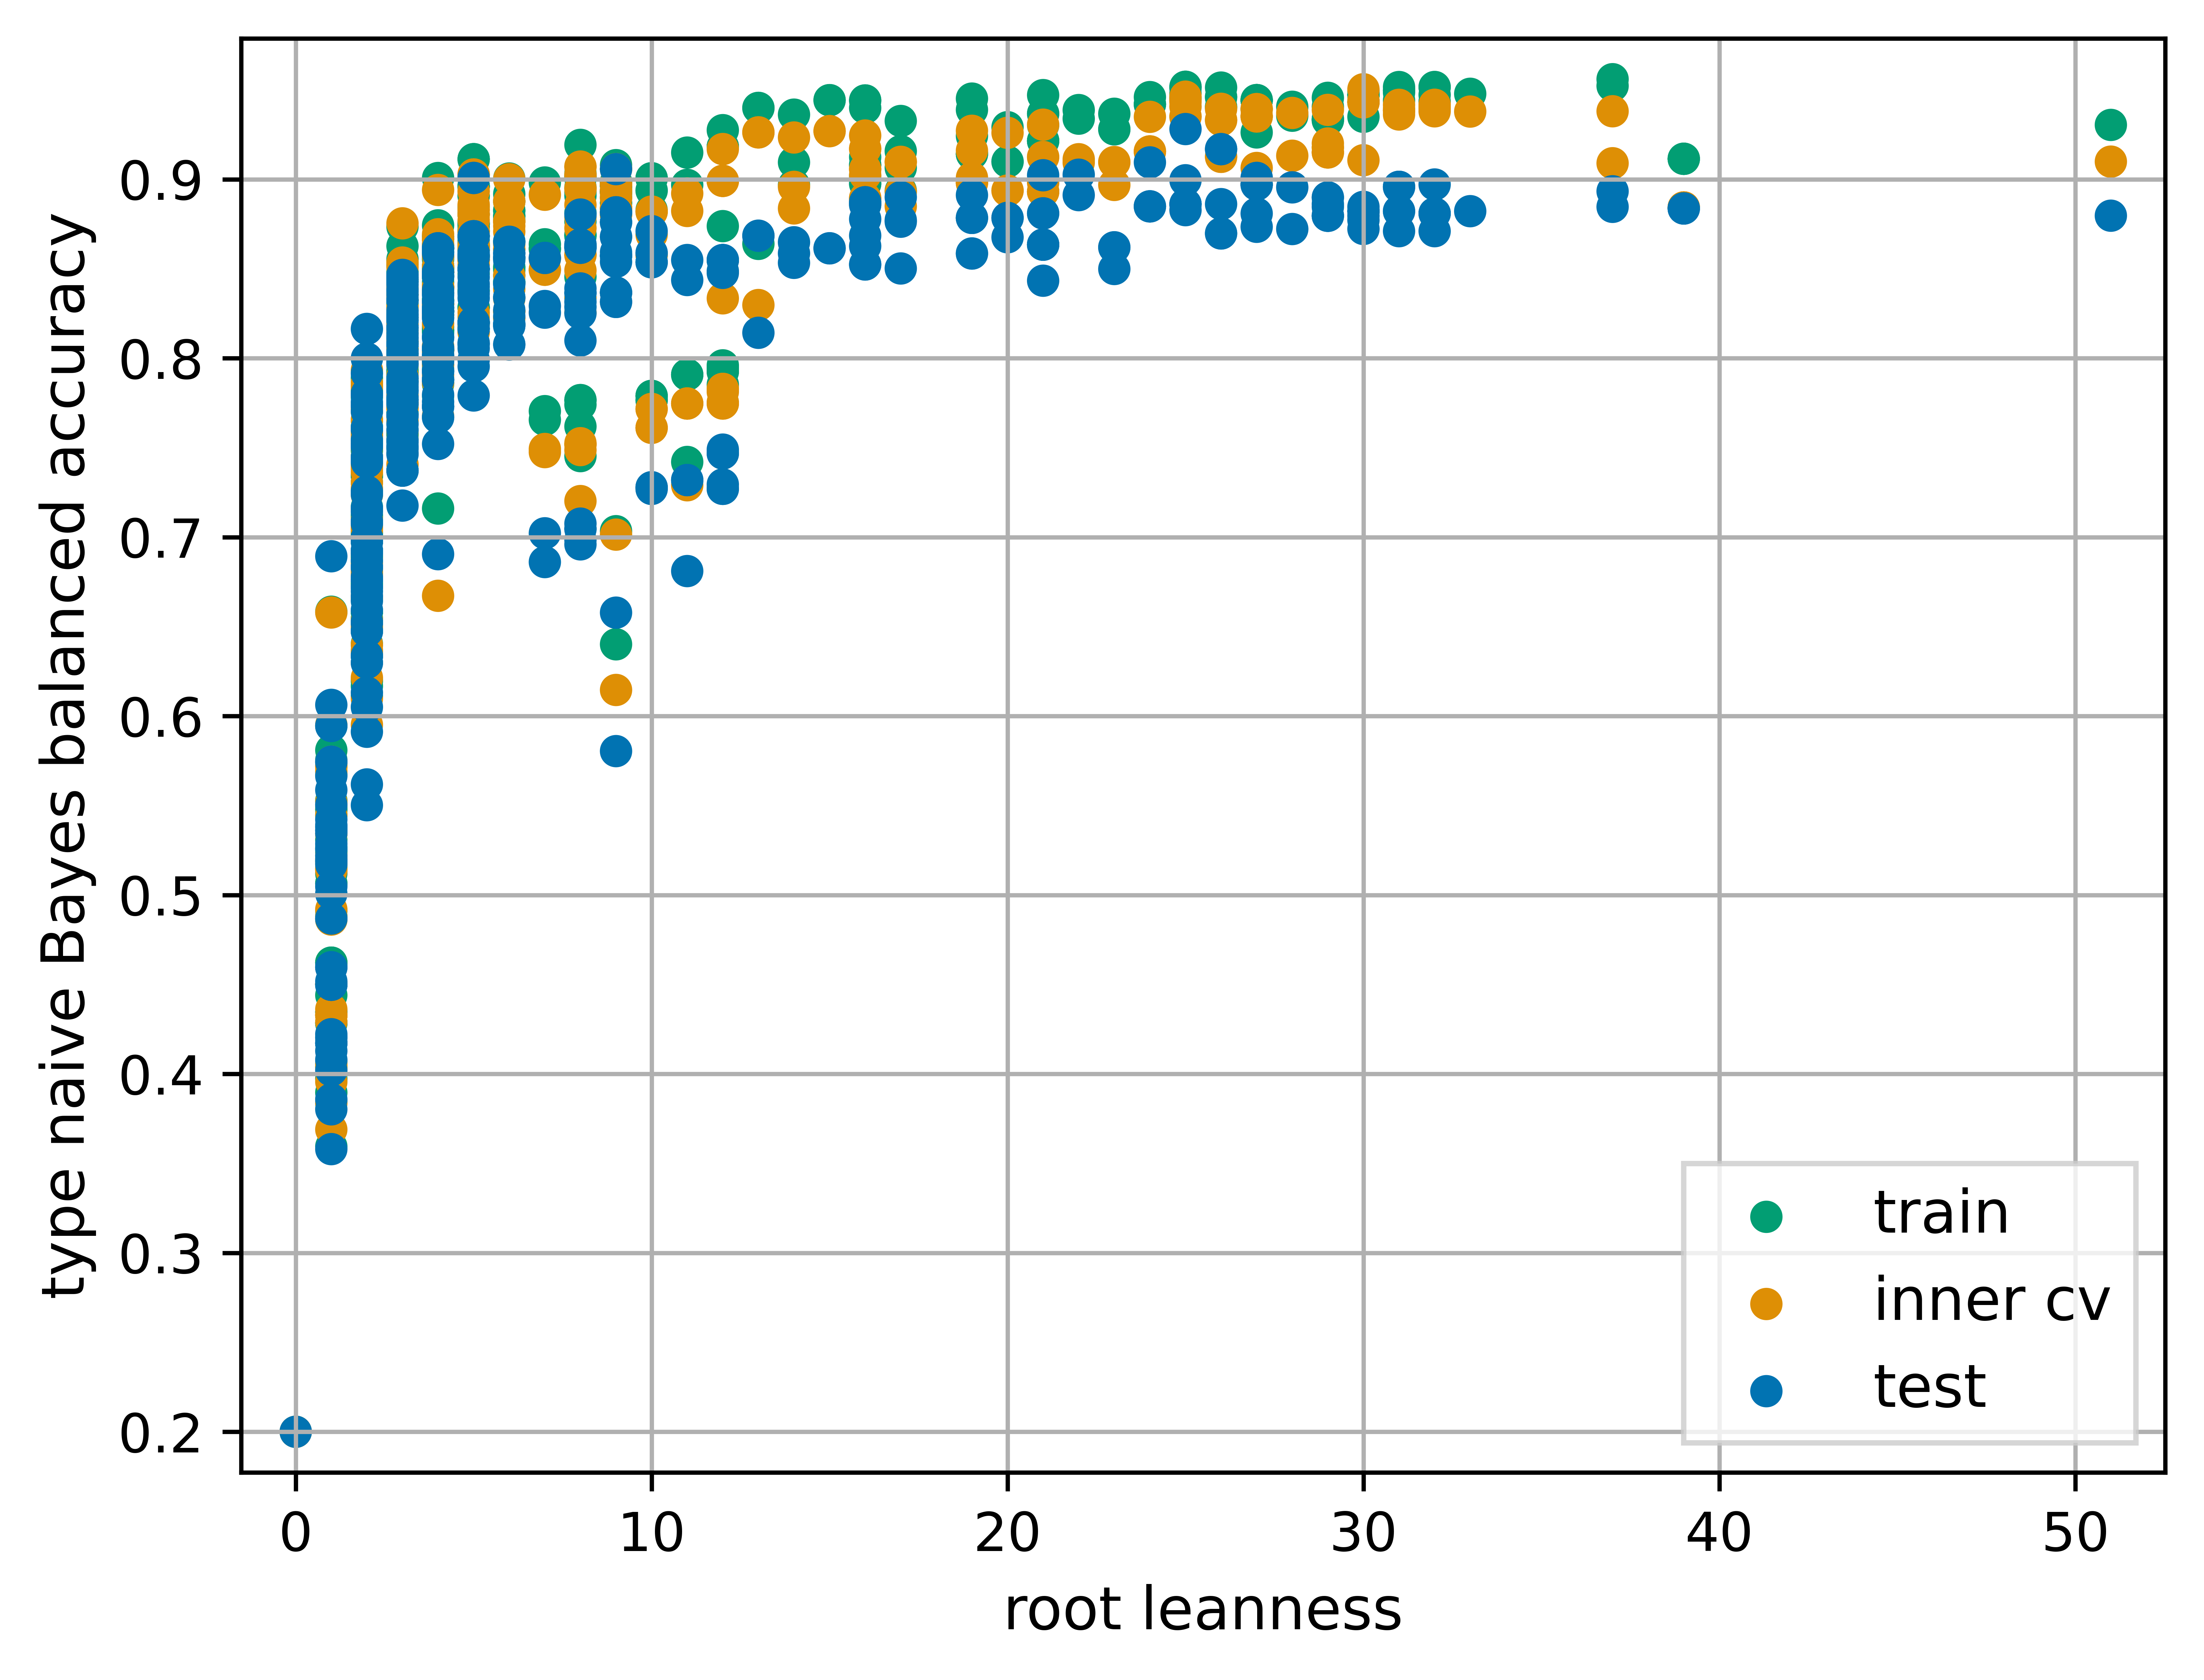 type naive Bayes balanced accuracy
0.9
0.8
0.7
0.6
0.5
0.4
0.3
0.2
train
inner cv
test
0 10 20 30 40 50
root leanness